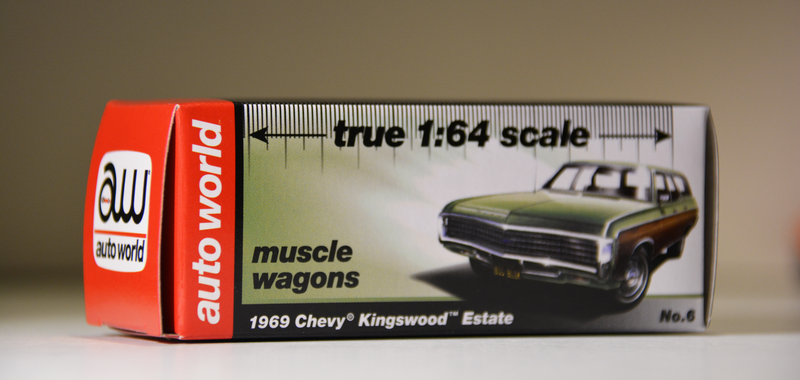 aw
auto world
auto world
true 1:64 scale
muscle
wagons
1969 Chevy® Kingswood™ Estate
No.6